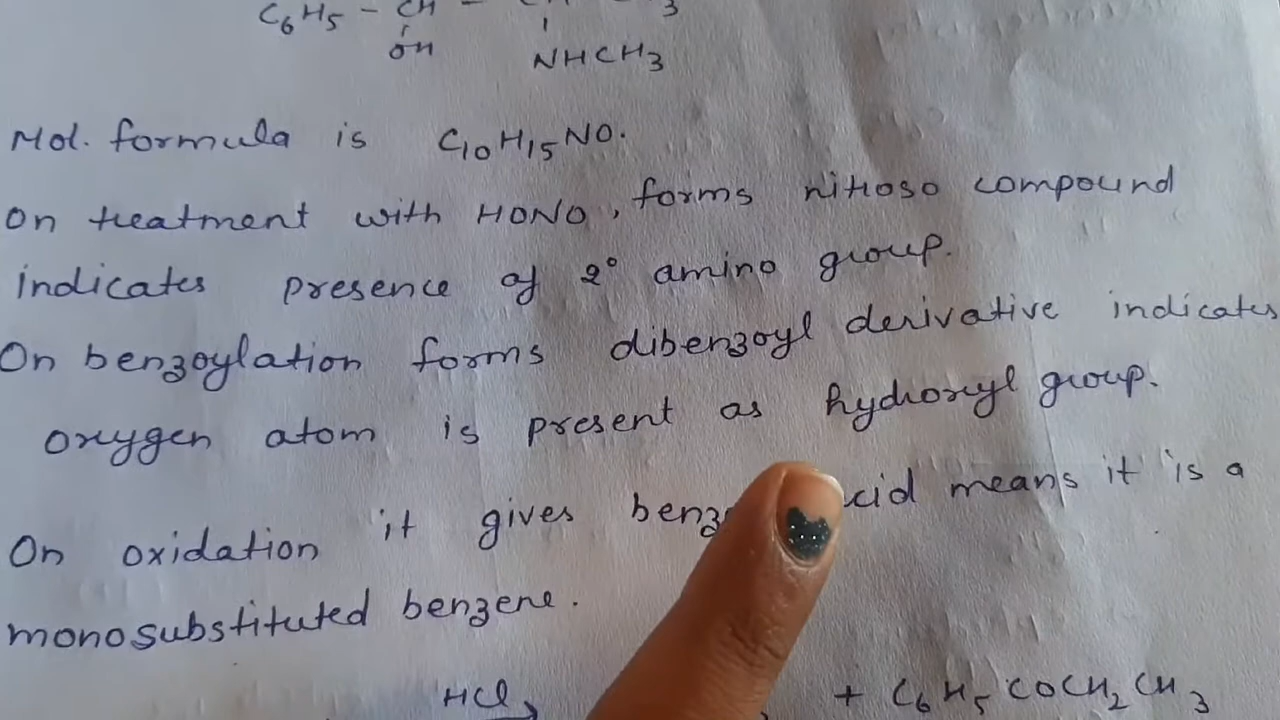 C6H5 - CH -
OH
NHCH3
Mol. formula is C10H15NO.
On treatment with HONO, forms nitroso compound
indicates presence of 2° amino group.
On benzoylation forms dibenzoyl derivative indicates
oxygen atom is present as hydroxyl group.
On oxidation it gives means it is a
monosubstituted benzene.
HCl + C6H5COCH2CH3